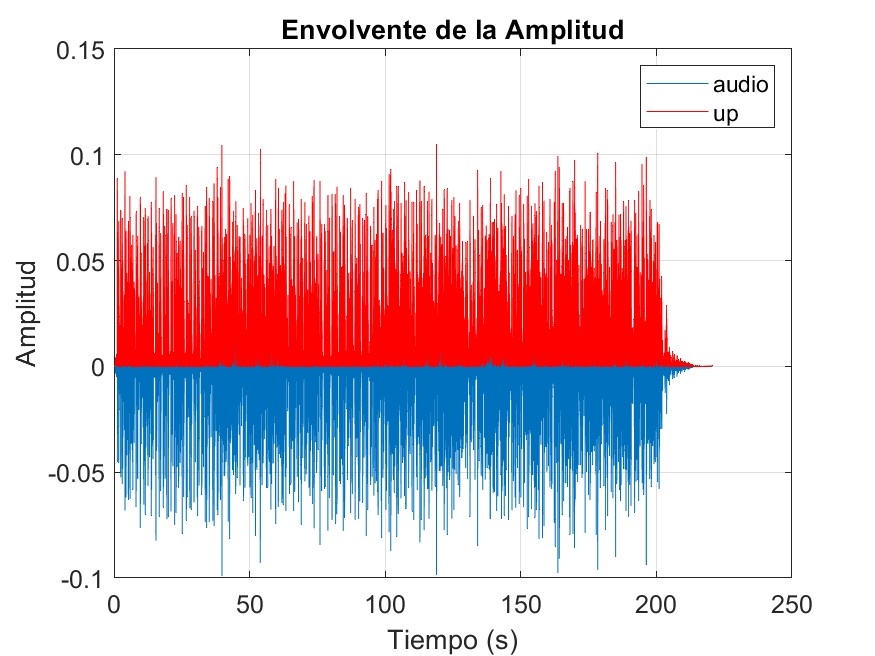 Envolvente de la Amplitud
0.15
0.1
0.05
0
-0.05
-0.1
Amplitud
audio
up
0 50 100 150 200 250
Tiempo (s)